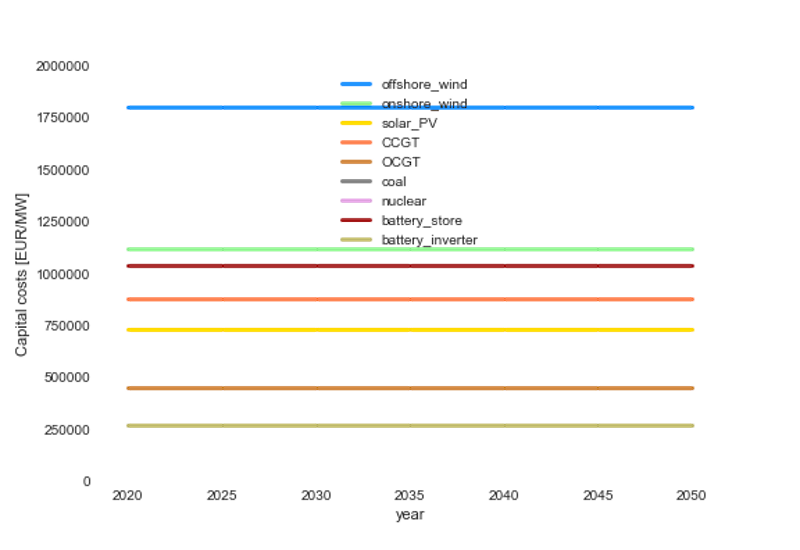 2000000
1750000
1500000
1250000
1000000
750000
500000
250000
0
Capital costs [EUR/MW]
offshore_wind
onshore_wind
solar_PV
CCGT
OCGT
coal
nuclear
battery_store
battery_inverter
2020 2025 2030 2035 2040 2045 2050
year